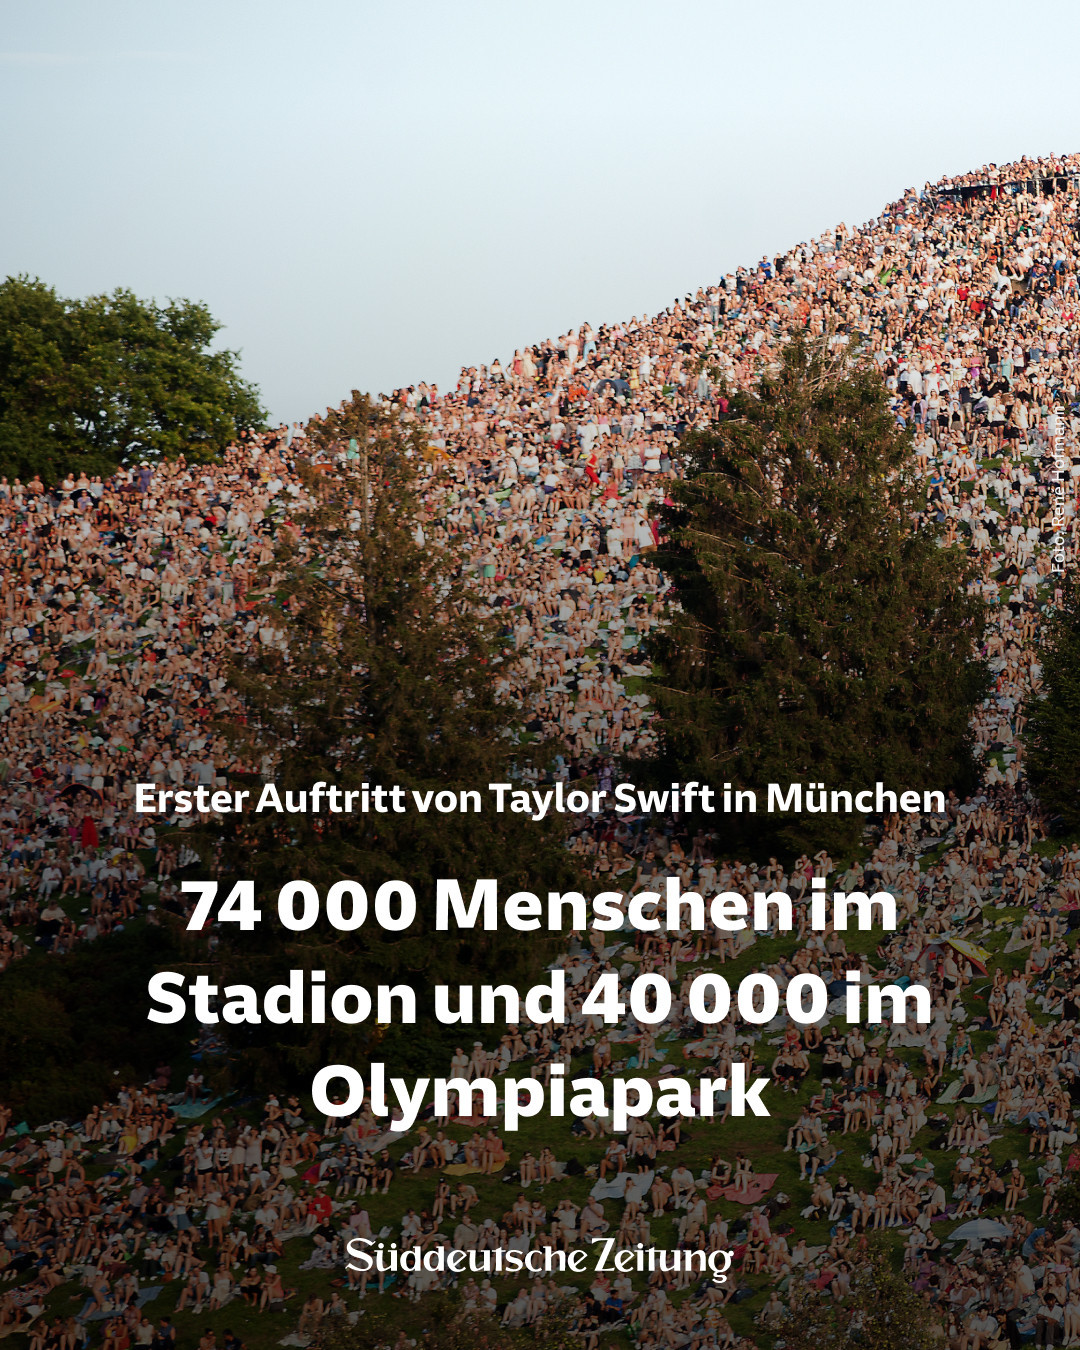 Foto: René Hofmann
Erster Auftritt von Taylor Swift in München
74 000 Menschen im
Stadion und 40 000 im
Olympiapark
Süddeutsche Zeitung